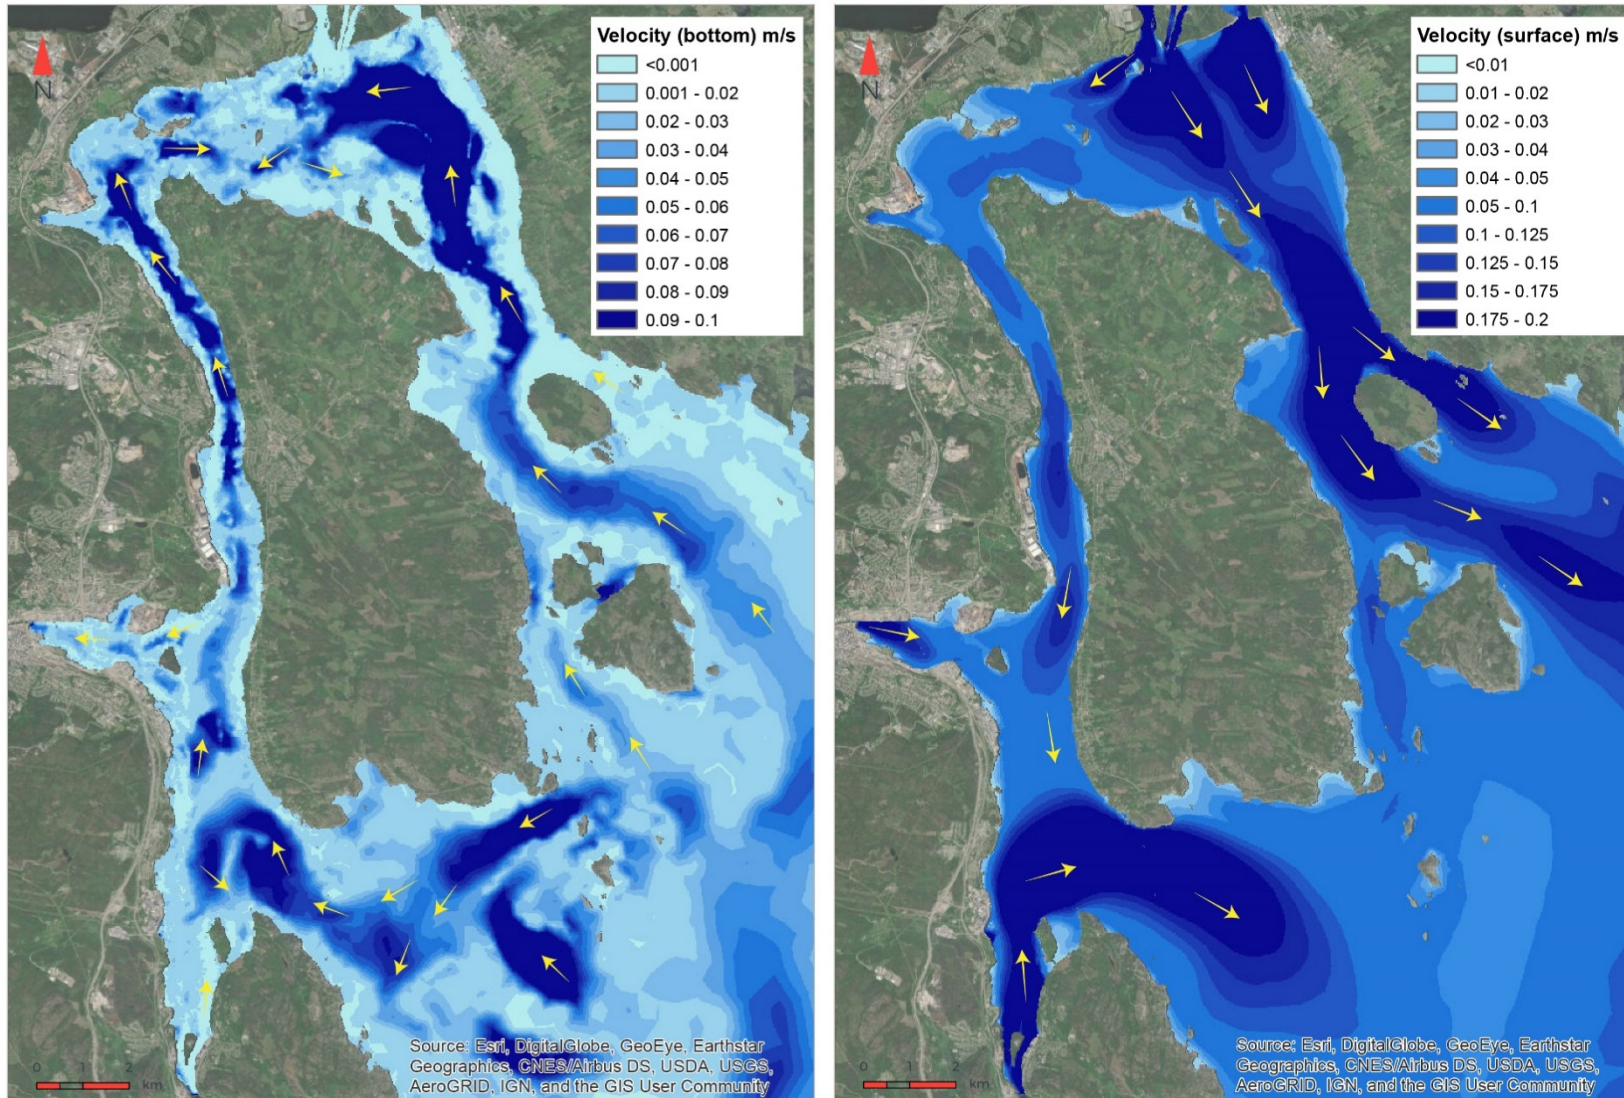 Velocity (bottom) m/s
<0.001
0.001 - 0.02
0.02 - 0.03
0.03 - 0.04
0.04 - 0.05
0.05 - 0.06
0.06 - 0.07
0.07 - 0.08
0.08 - 0.09
0.09 - 0.1
N
Source: Esri, DigitalGlobe, GeoEye, Earthstar
Geographics, CNES/Airbus DS, USDA, USGS,
AeroGRID, IGN, and the GIS User Community
0 1 2 km
Velocity (surface) m/s
<0.01
0.01 - 0.02
0.02 - 0.03
0.03 - 0.04
0.04 - 0.05
0.05 - 0.1
0.1 - 0.125
0.125 - 0.15
0.15 - 0.175
0.175 - 0.2
N
Source: Esri, DigitalGlobe, GeoEye, Earthstar
Geographics, CNES/Airbus DS, USDA, USGS,
AeroGRID, IGN, and the GIS User Community
0 1 2 km